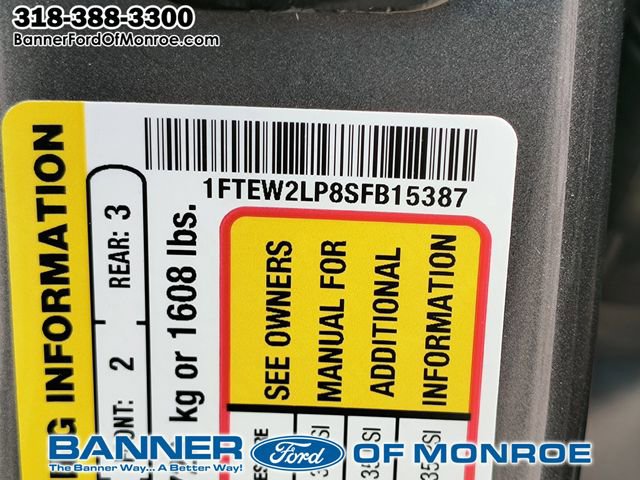 318-388-3300
BannerFordOfMonroe.com
1FTEW2LP8SFB15387
G INFORMATION
REAR: 3
2
kg or 1608 lbs.
SEE OWNERS
MANUAL FOR
ADDITIONAL
INFORMATION
BANNER Ford OF MONROE
The Banner Way... A Better Way!